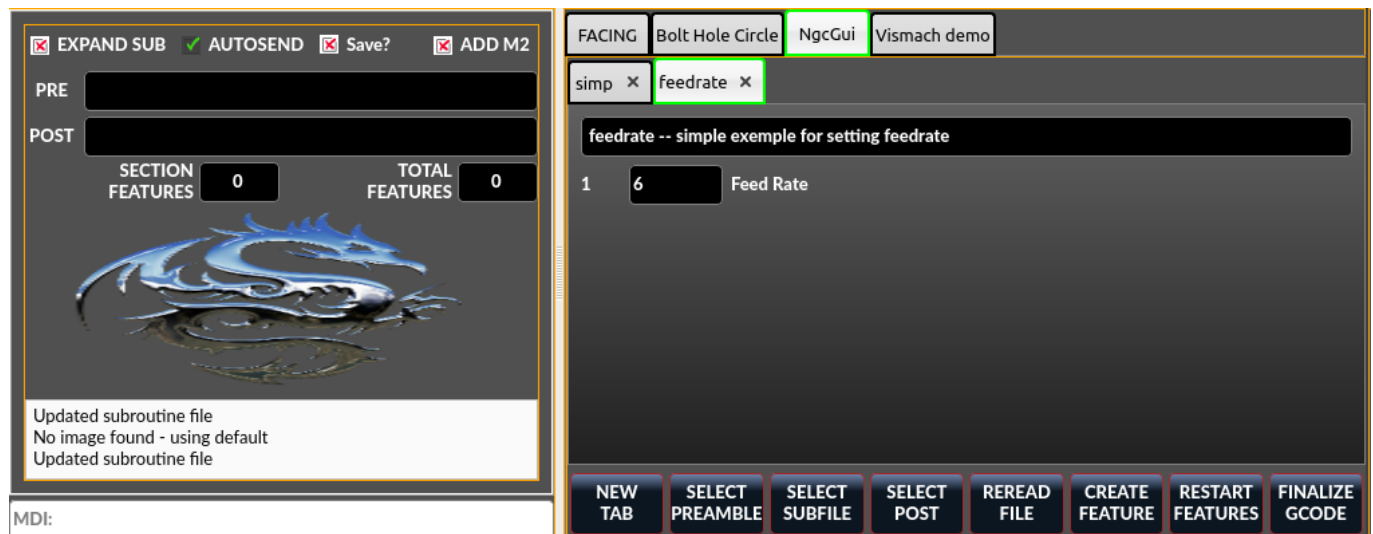 EXPAND SUB AUTOSEND Save? ADD M2
PRE
POST
SECTION
FEATURES
0
TOTAL
FEATURES
0
Updated subroutine file
No image found - using default
Updated subroutine file
MDI:
FACING Bolt Hole Circle NgcGui Vismach demo
simp × feedrate ×
feedrate -- simple exemple for setting feedrate
1 6 Feed Rate
NEW
TAB
SELECT
PREAMBLE
SELECT
SUBFILE
SELECT
POST
REREAD
FILE
CREATE
FEATURE
RESTART
FEATURES
FINALIZE
GCODE